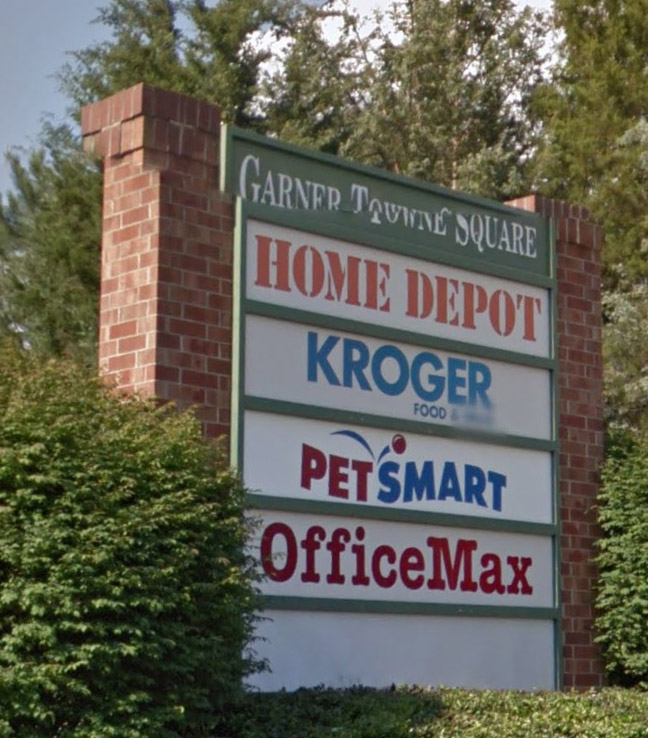 GARNER TOWNE SQUARE
HOME DEPOT
KROGER
FOOD &
PETSMART
OfficeMax